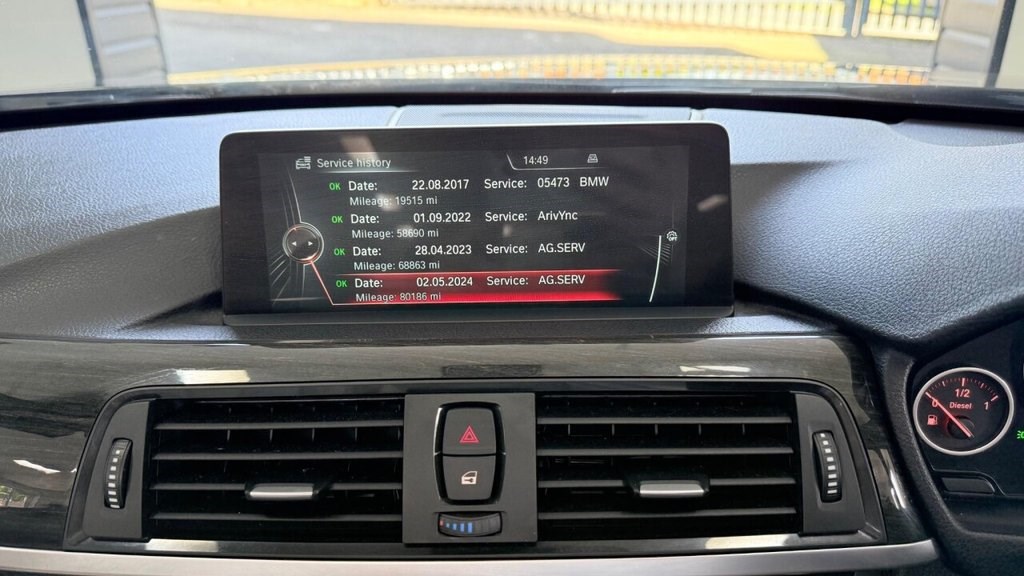 Service history
14:49
OK Date: 22.08.2017 Service: 05473 BMW
Mileage: 19515 mi
OK Date: 01.09.2022 Service: ArivYnc
Mileage: 58690 mi
OK Date: 28.04.2023 Service: AG.SERV
Mileage: 68863 mi
OK Date: 02.05.2024 Service: AG.SERV
Mileage: 80186 mi
0 1/2 1
Diesel